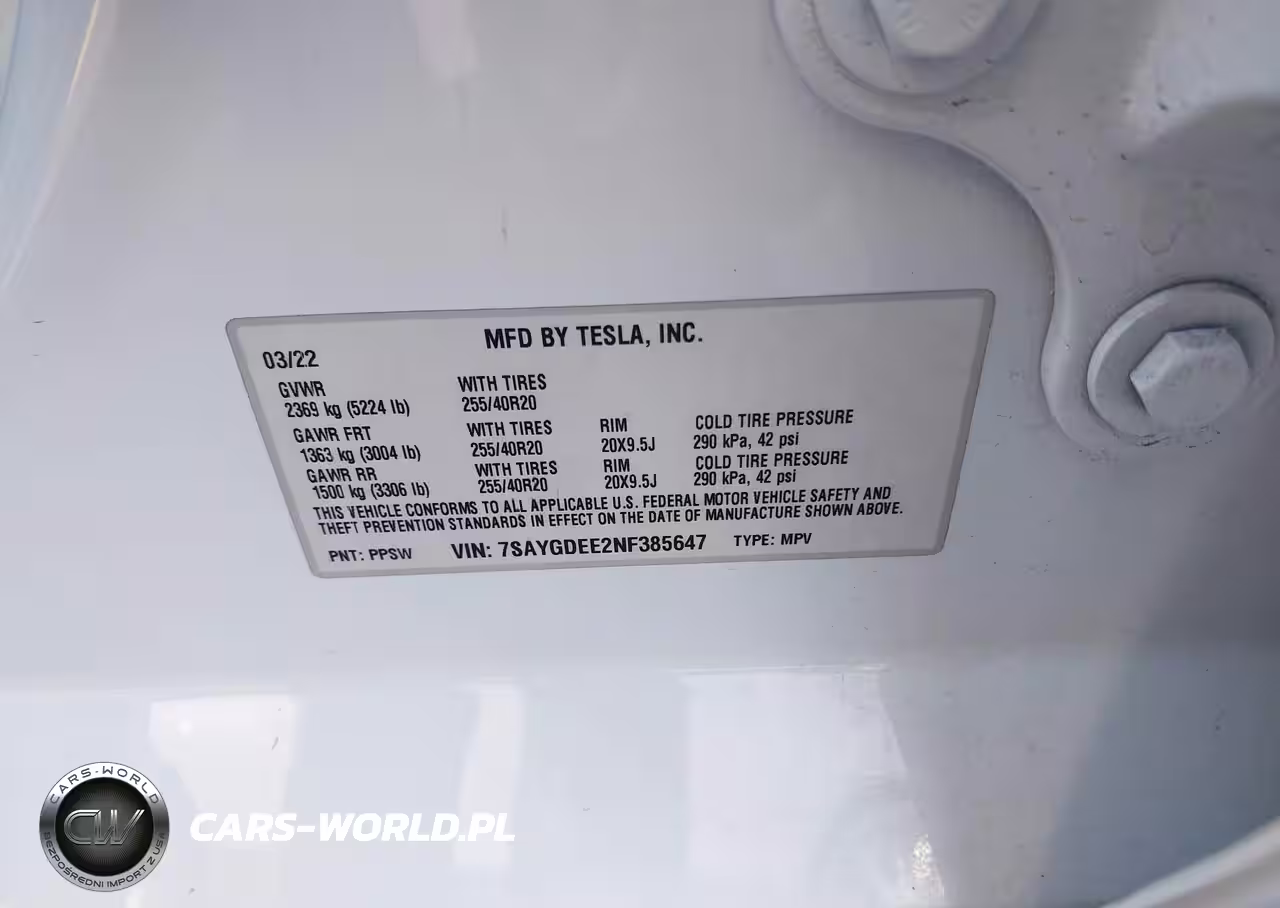 MFD BY TESLA, INC.
03/22
GVWR WITH TIRES
2369 kg (5224 lb) 255/40R20
GAWR FRT WITH TIRES RIM COLD TIRE PRESSURE
1363 kg (3004 lb) 255/40R20 20X9.5J 290 kPa, 42 psi
GAWR RR WITH TIRES RIM COLD TIRE PRESSURE
1500 kg (3306 lb) 255/40R20 20X9.5J 290 kPa, 42 psi
THIS VEHICLE CONFORMS TO ALL APPLICABLE U.S. FEDERAL MOTOR VEHICLE SAFETY AND
THEFT PREVENTION STANDARDS IN EFFECT ON THE DATE OF MANUFACTURE SHOWN ABOVE.
PNT: PPSW VIN: 7SAYGDEE2NF385647 TYPE: MPV
CARS-WORLD
CW
BEZPOŚREDNI IMPORT Z USA
CARS-WORLD.PL